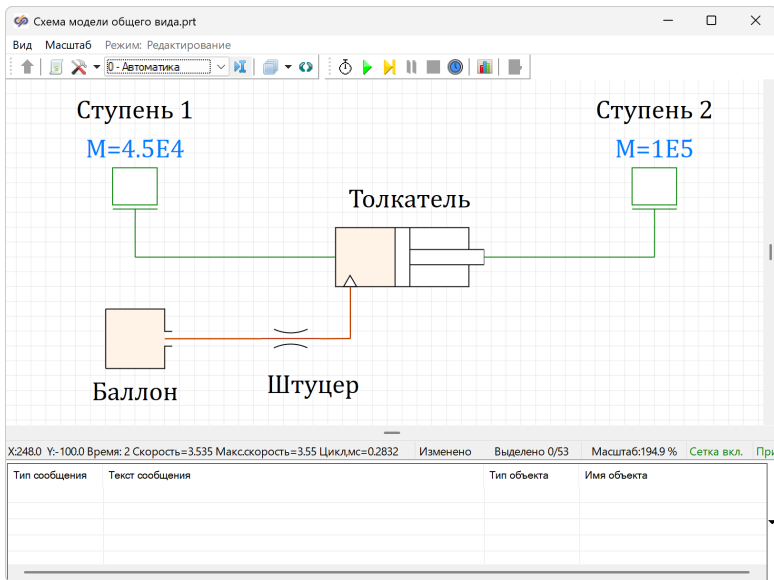 Схема модели общего вида.prt
Вид Масштаб Режим: Редактирование
0 - Автоматика
Ступень 1
M=4.5E4
Ступень 2
M=1E5
Толкатель
Баллон
Штуцер
X:248.0 Y:-100.0 Время: 2 Скорость=3.535 Макс.скорость=3.55 Цикл,мс=0.2832 Изменено Выделено 0/53 Масштаб:194.9 % Сетка вкл. При
Тип сообщения Текст сообщения Тип объекта Имя объекта